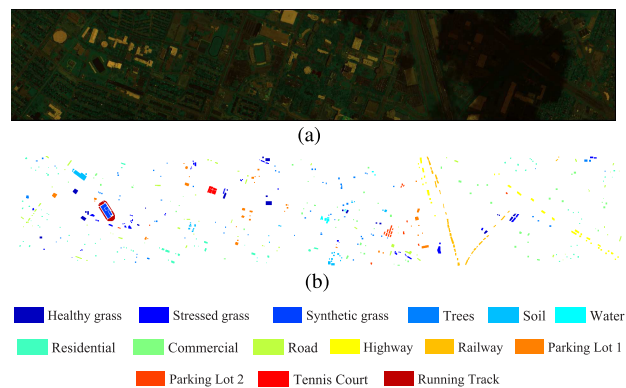 (a)
(b)
Healthy grass Stressed grass Synthetic grass Trees Soil Water
Residential Commercial Road Highway Railway Parking Lot 1
Parking Lot 2 Tennis Court Running Track